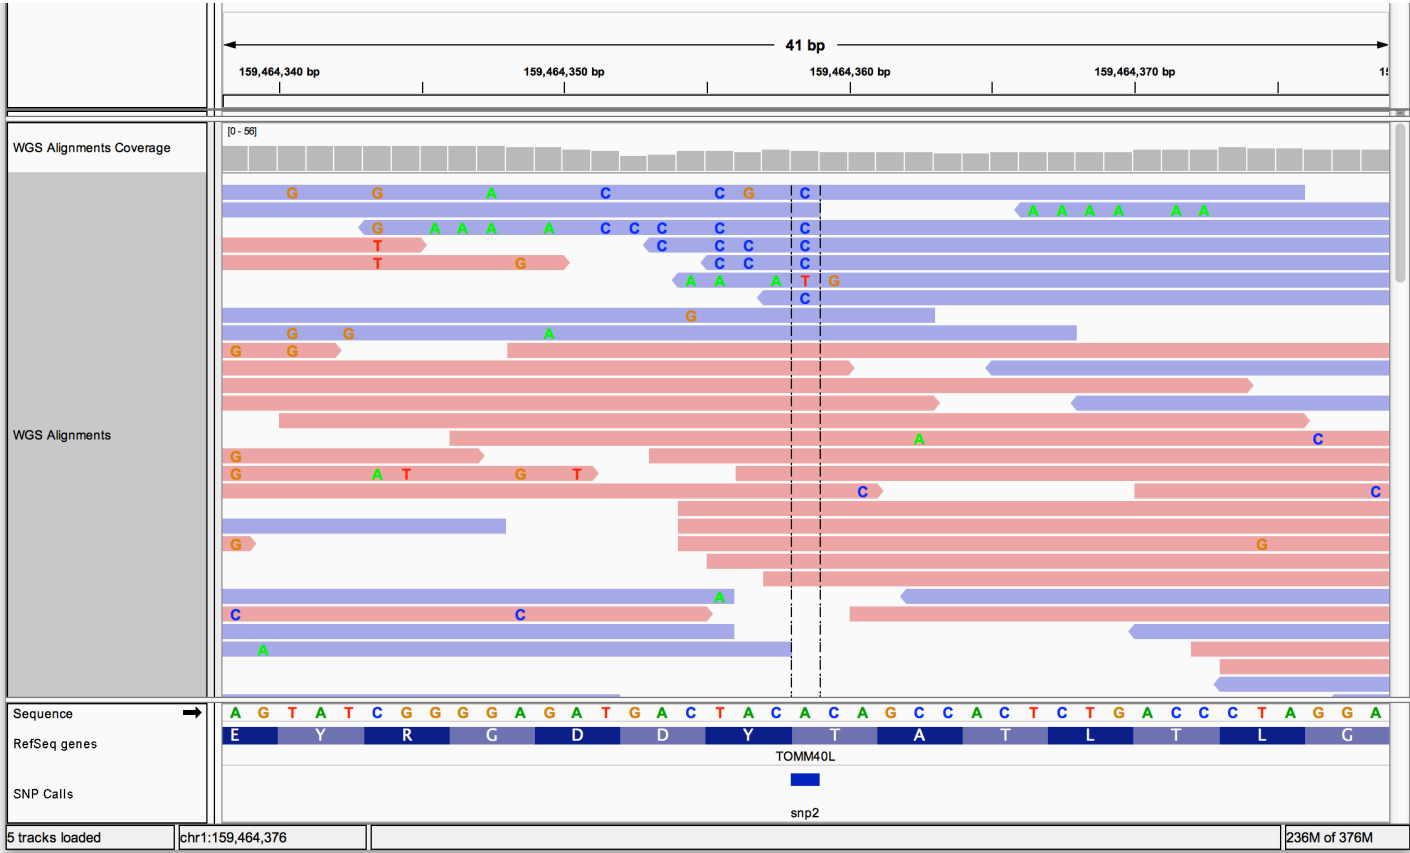 41 bp
159,464,340 bp 159,464,350 bp 159,464,360 bp 159,464,370 bp
[0 - 56]
WGS Alignments Coverage
G G A C C G C
A A A A A A
G A A A A C C C C C
T C C C C
T G C C C
A A A T G
C
G
G G A
G G
WGS Alignments
A C
G
G A T G T
C C
G G
A
C C
A
Sequence A G T A T C G G G G A G A T G A C T A C A C A G C C A C T C T G A C C C T A G G A
RefSeq genes E Y R G D D Y T A T L T L G
TOMM40L
SNP Calls
snp2
5 tracks loaded chr1:159,464,376 236M of 376M